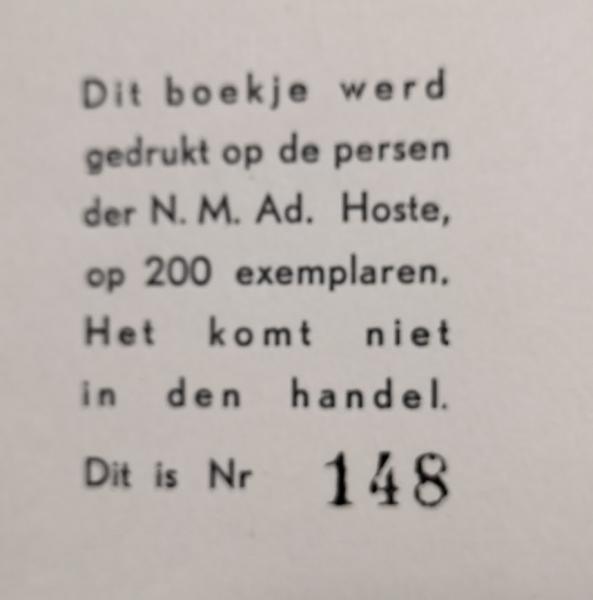 Dit boekje werd
gedrukt op de persen
der N. M. Ad. Hoste,
op 200 exemplaren.
Het komt niet
in den handel.
Dit is Nr 148